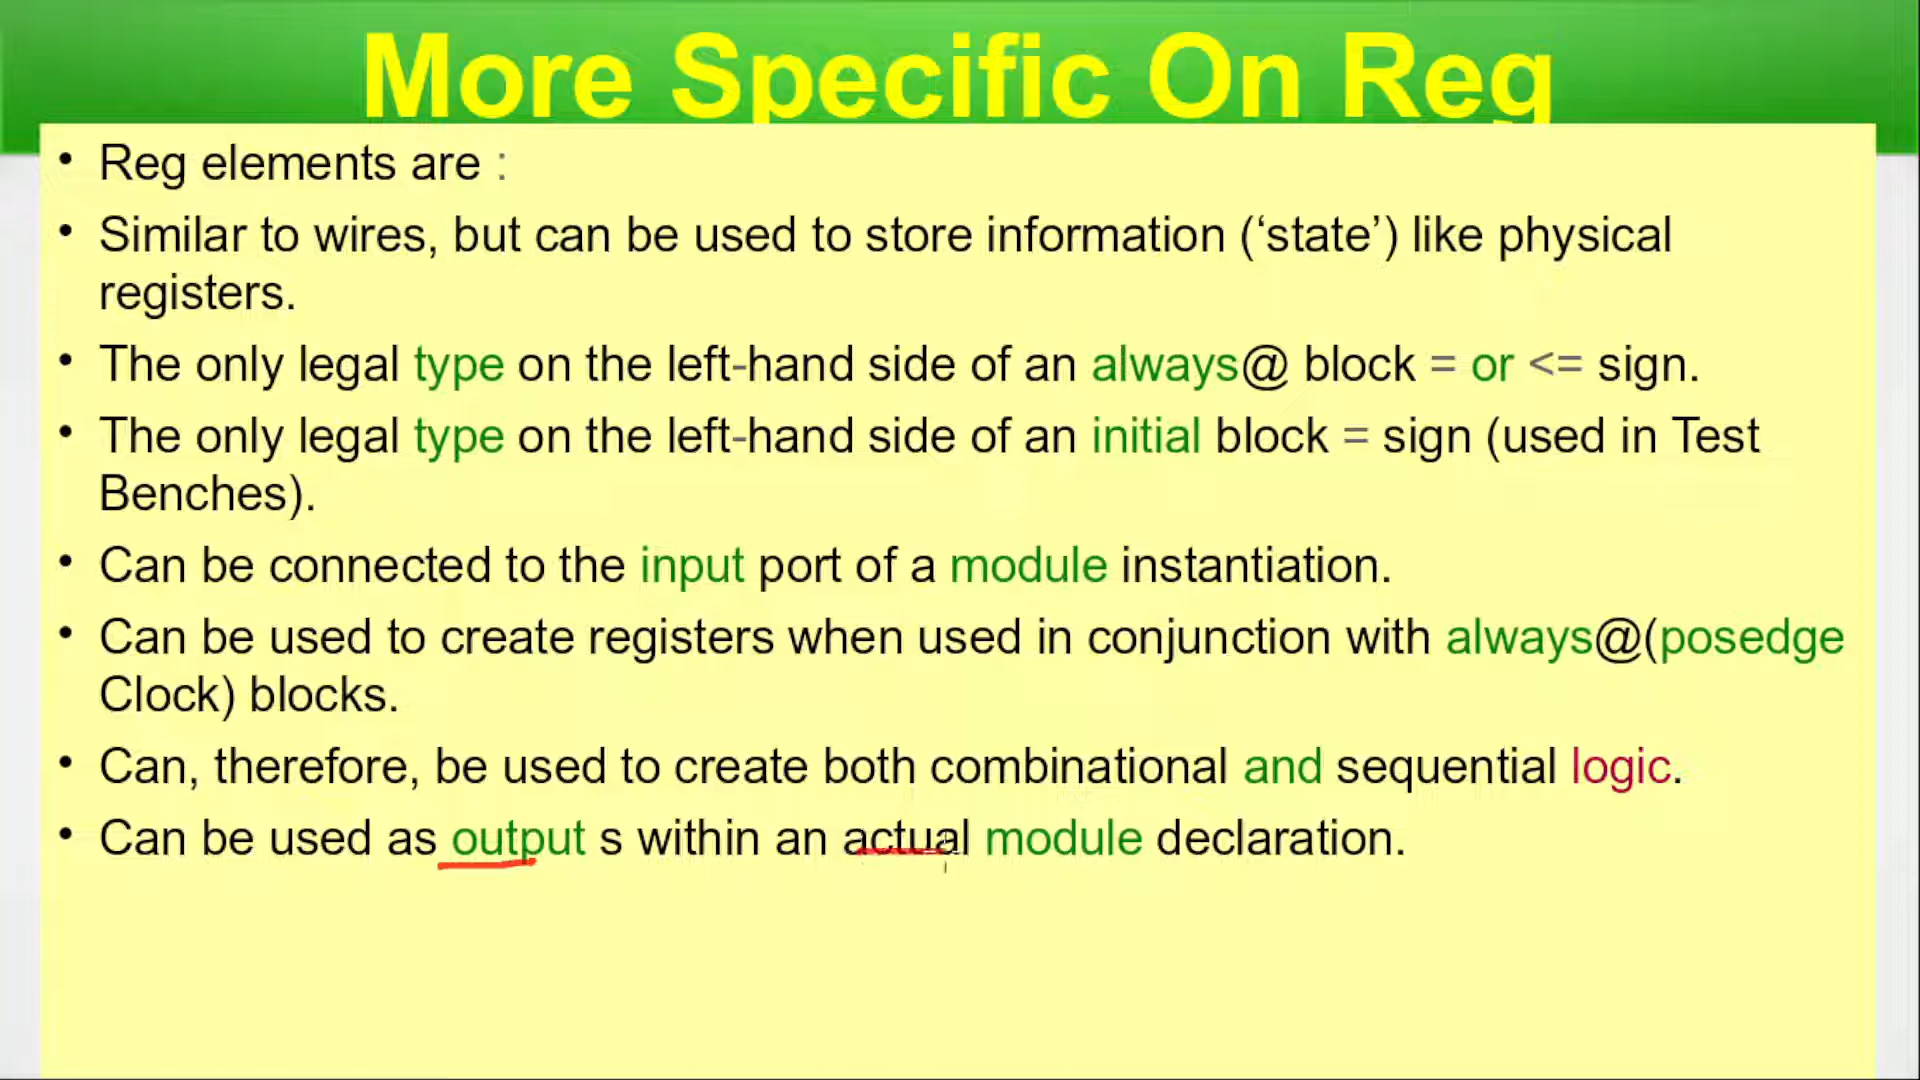 More Specific On Reg
• Reg elements are :
• Similar to wires, but can be used to store information (‘state’) like physical
registers.
• The only legal type on the left-hand side of an always@ block = or <= sign.
• The only legal type on the left-hand side of an initial block = sign (used in Test
Benches).
• Can be connected to the input port of a module instantiation.
• Can be used to create registers when used in conjunction with always@(posedge
Clock) blocks.
• Can, therefore, be used to create both combinational and sequential logic.
• Can be used as output s within an actual module declaration.